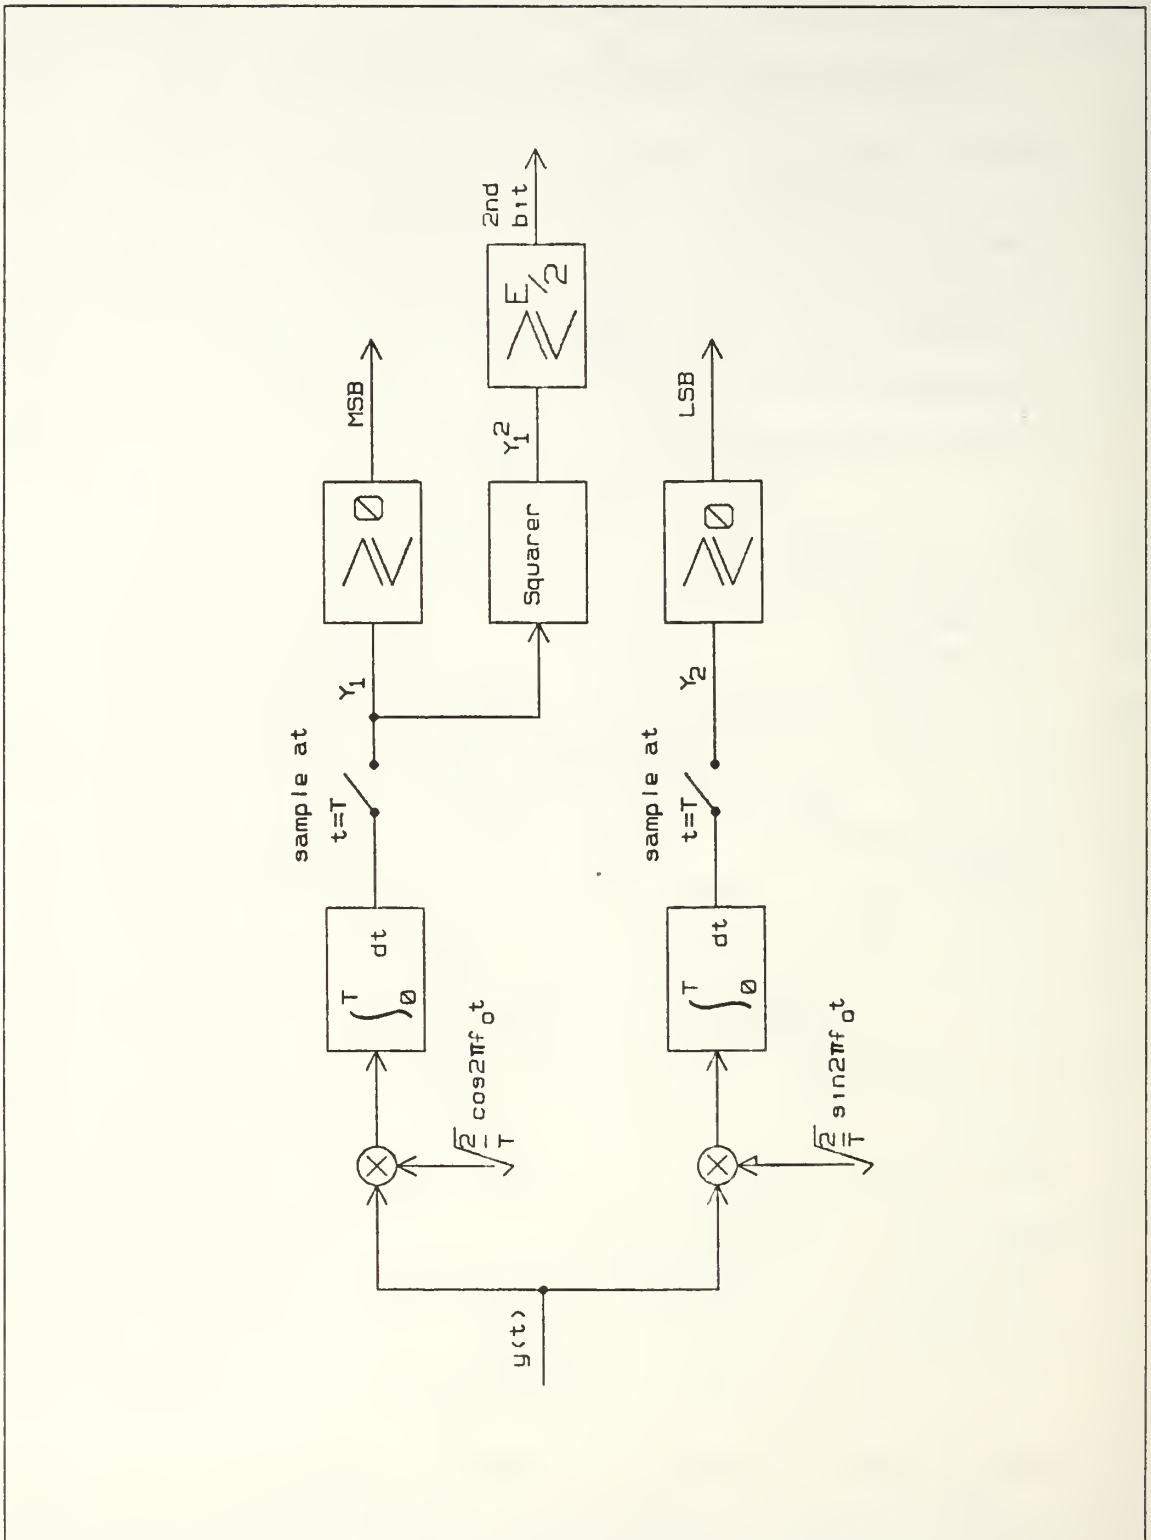 y(t)
√2/T cos2πf₀t
∫₀ᵀ dt
sample at
t=T
Y₁
≷ 0
MSB
Squarer
Y₁²
≷ E/2
2nd
bit
√2/T sin2πf₀t
∫₀ᵀ dt
sample at
t=T
Y₂
≷ 0
LSB